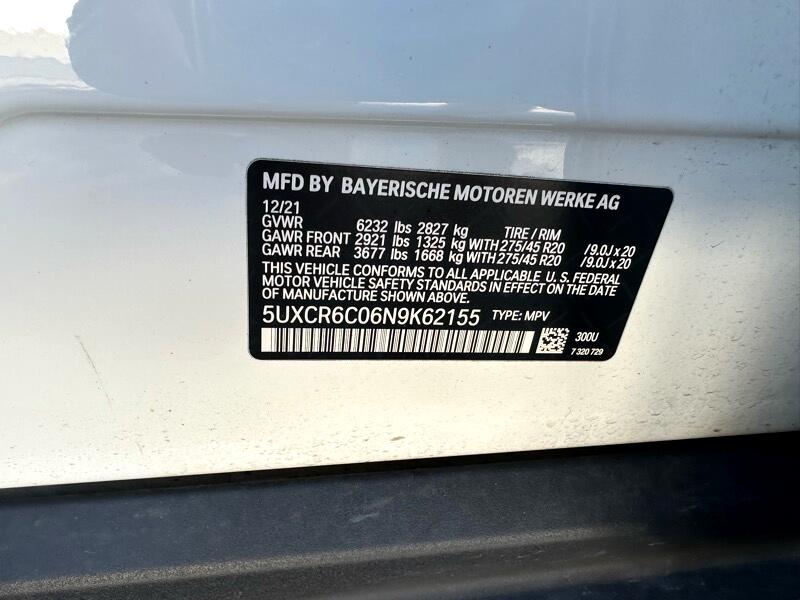 MFD BY BAYERISCHE MOTOREN WERKE AG
12/21
GVWR 6232 lbs 2827 kg TIRE / RIM
GAWR FRONT 2921 lbs 1325 kg WITH 275/45 R20 /9.0J x 20
GAWR REAR 3677 lbs 1668 kg WITH 275/45 R20 /9.0J x 20
THIS VEHICLE CONFORMS TO ALL APPLICABLE U. S. FEDERAL
MOTOR VEHICLE SAFETY STANDARDS IN EFFECT ON THE DATE
OF MANUFACTURE SHOWN ABOVE.
5UXCR6C06N9K62155 TYPE: MPV
300U
7 320 729